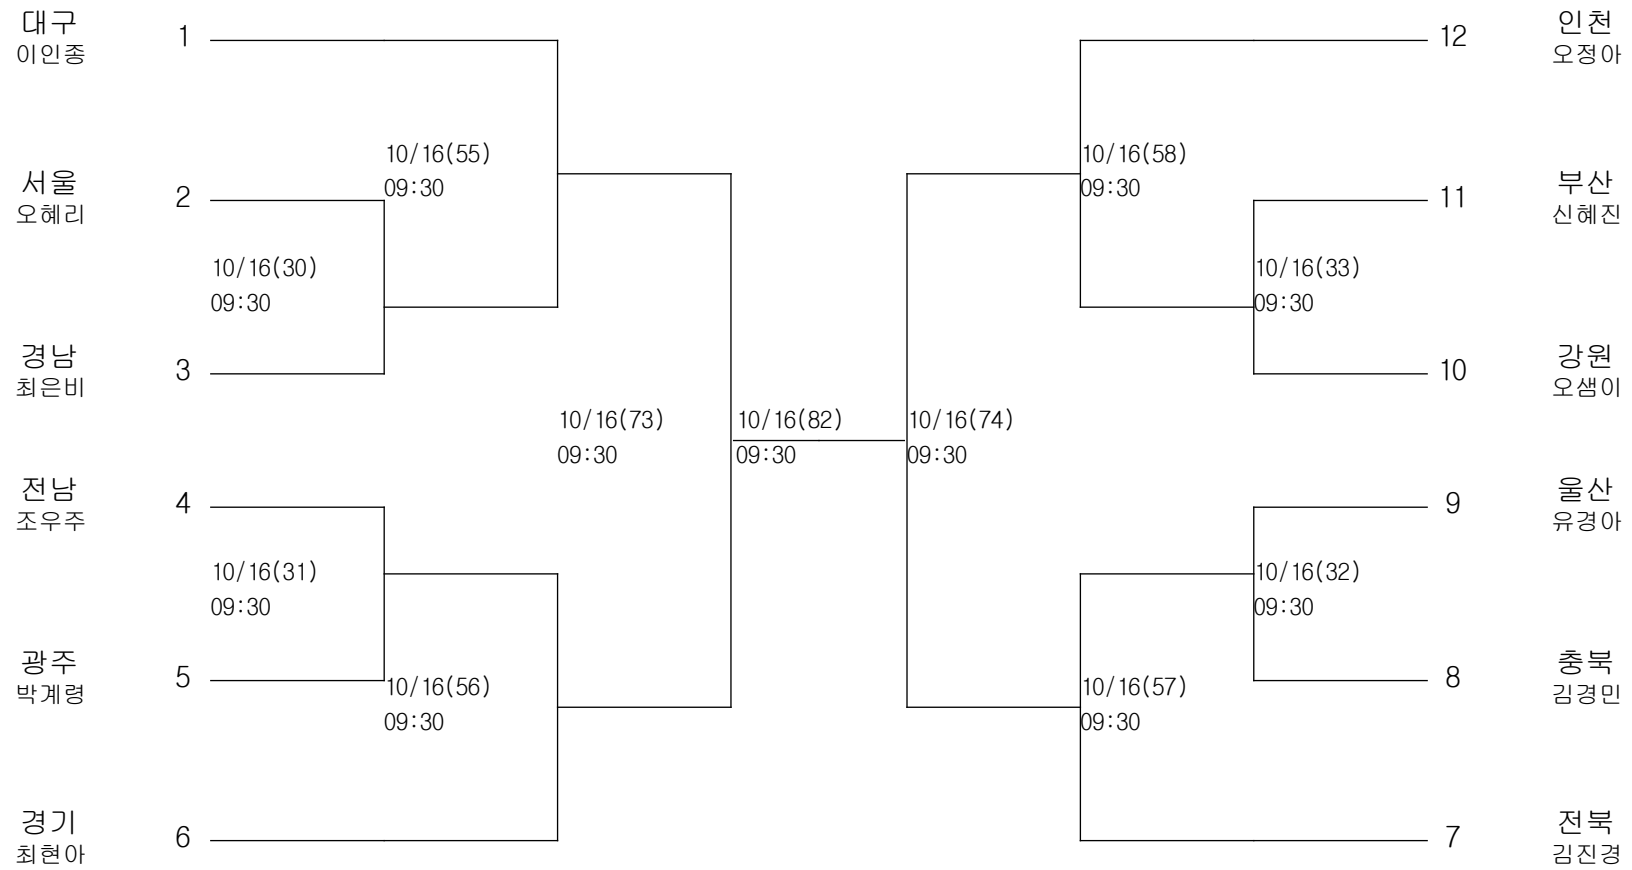 대구
이인종
1
12
인천
오정아
10/16(55)
09:30
10/16(58)
09:30
서울
오혜리
2
11
부산
신혜진
10/16(30)
09:30
10/16(33)
09:30
경남
최은비
3
10
강원
오샘이
10/16(73)
09:30
10/16(82)
09:30
10/16(74)
09:30
전남
조우주
4
9
울산
유경아
10/16(31)
09:30
10/16(32)
09:30
광주
박계령
5
8
충북
김경민
10/16(56)
09:30
10/16(57)
09:30
경기
최현아
6
7
전북
김진경